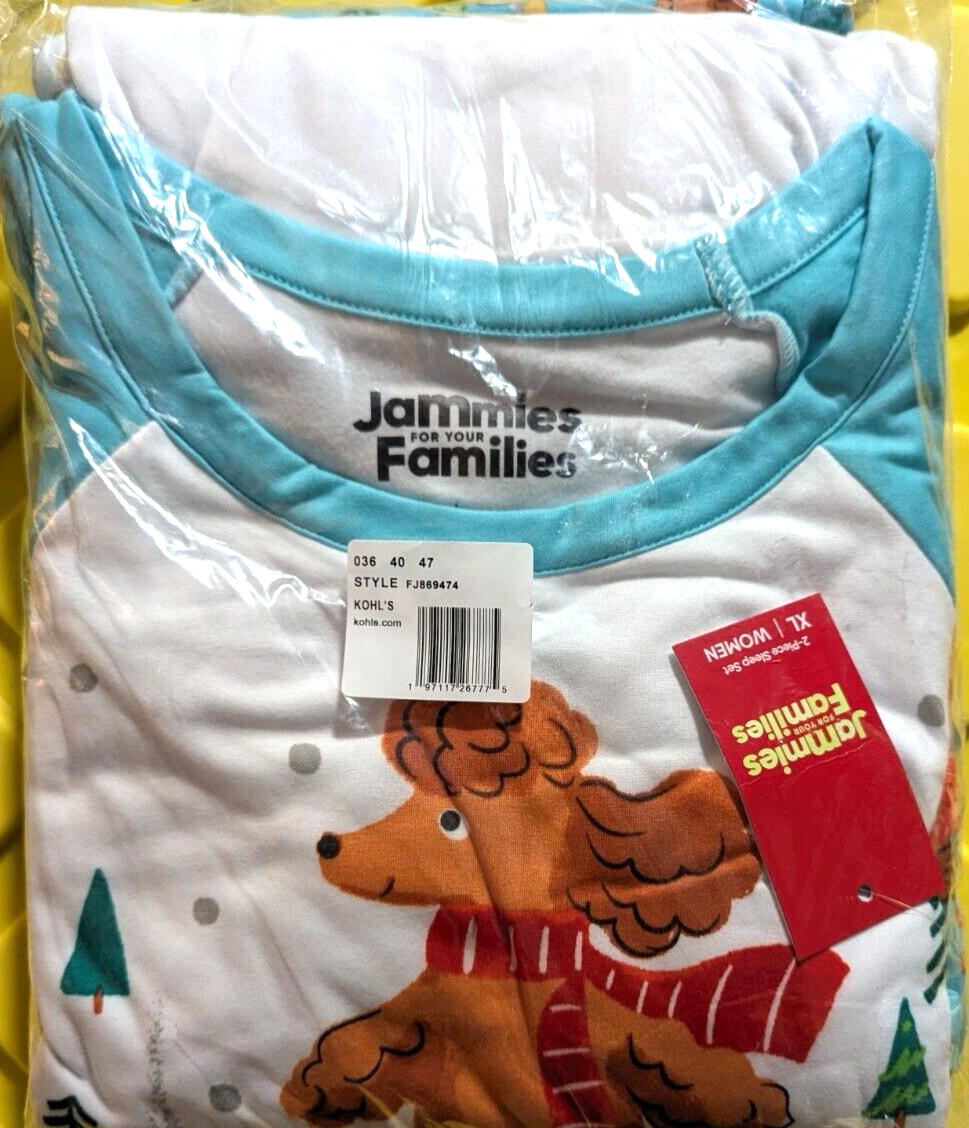 Jammies
FOR YOUR
Families
036 40 47
STYLE FJ869474
KOHL'S
kohls.com
1 97117 26777 5
XL | WOMEN
2-Piece Sleep Set
Jammies
FOR YOUR
Families